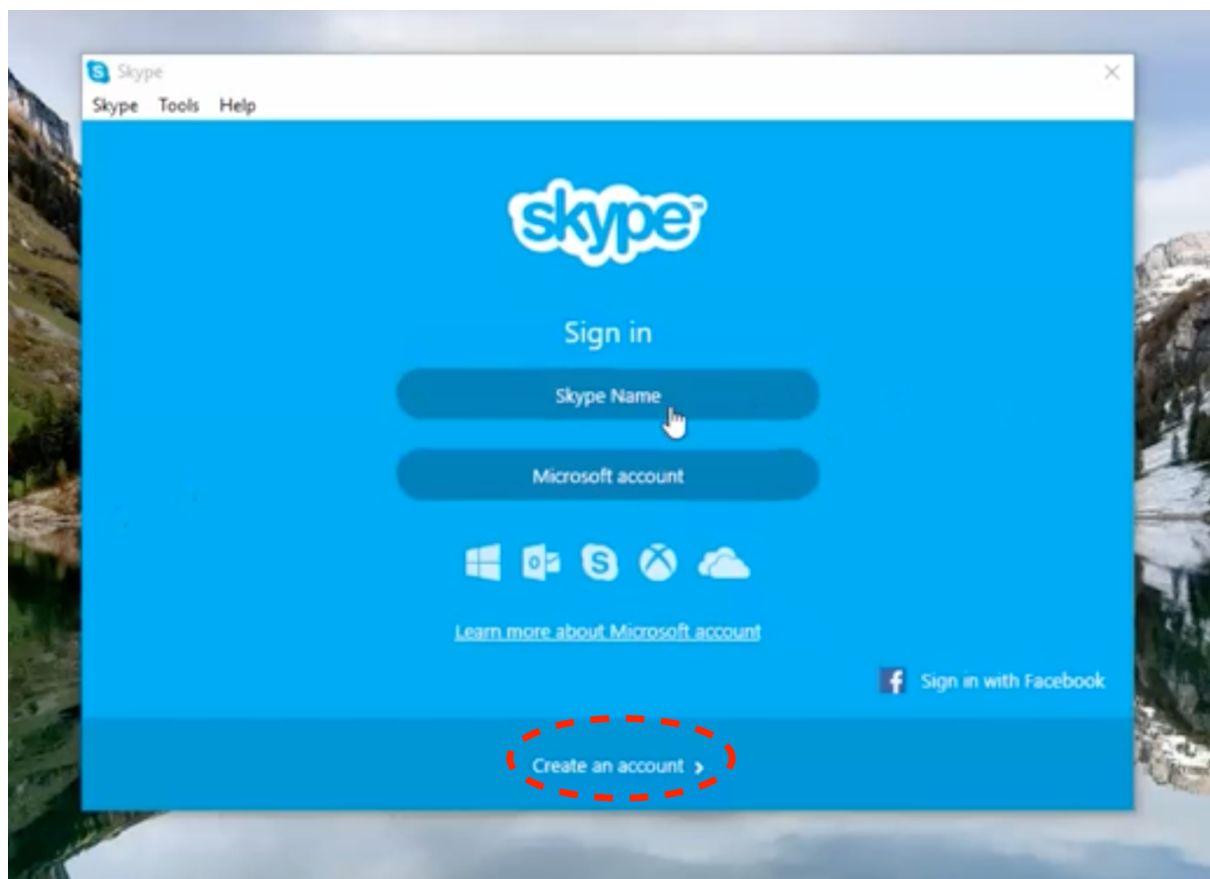 Skype
Skype Tools Help
skype™
Sign in
Skype Name
Microsoft account
Learn more about Microsoft account
Sign in with Facebook
Create an account >